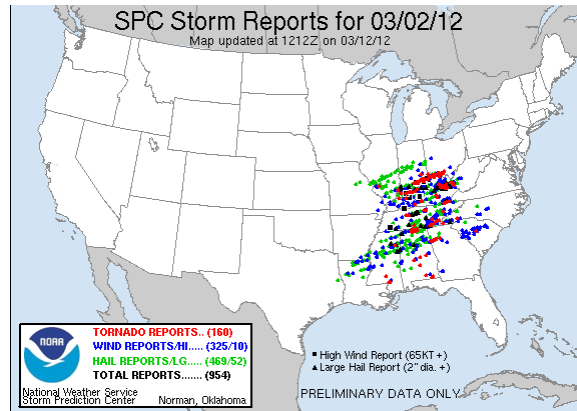 SPC Storm Reports for 03/02/12
Map updated at 1212Z on 03/12/12
NOAA
TORNADO REPORTS.. (160)
WIND REPORTS/HI..... (325/10)
HAIL REPORTS/LG..... (469/52)
TOTAL REPORTS....... (954)
National Weather Service
Storm Prediction Center Norman, Oklahoma
■ High Wind Report (65KT +)
▲ Large Hail Report (2" dia. +)
PRELIMINARY DATA ONLY